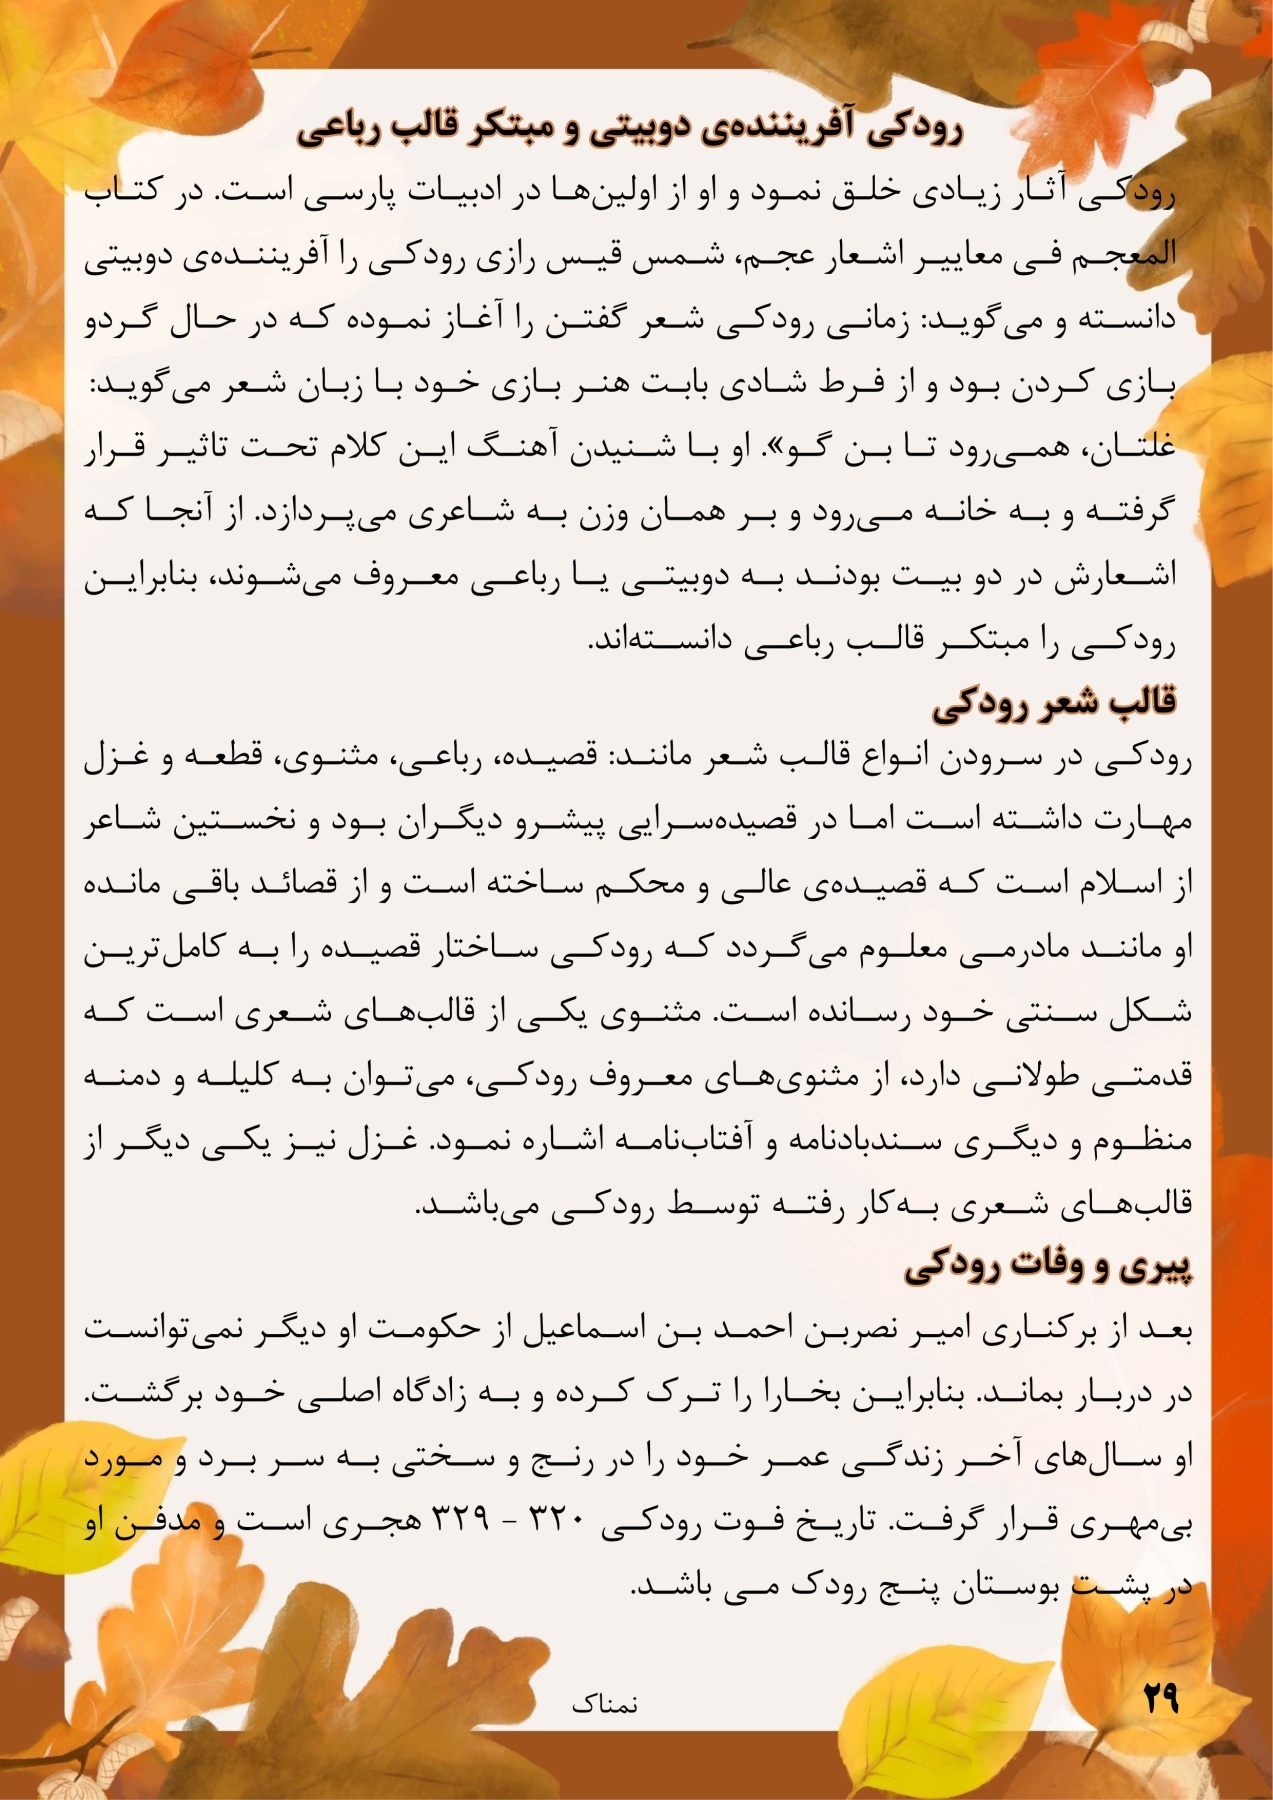 رودکی آفریننده‌ی دوبیتی و مبتکر قالب رباعی
رودکی آثار زیادی خلق نمود و او از اولین‌ها در ادبیات پارسی است. در کتاب
المعجم فی معاییر اشعار عجم، شمس قیس رازی رودکی را آفریننده‌ی دوبیتی
دانسته و می‌گوید: زمانی رودکی شعر گفتن را آغاز نموده که در حال گردو
بازی کردن بود و از فرط شادی بابت هنر بازی خود با زبان شعر می‌گوید:
غلتان، همی‌رود تا بن گو». او با شنیدن آهنگ این کلام تحت تاثیر قرار
گرفته و به خانه می‌رود و بر همان وزن به شاعری می‌پردازد. از آنجا که
اشعارش در دو بیت بودند به دوبیتی یا رباعی معروف می‌شوند، بنابراین
رودکی را مبتکر قالب رباعی دانسته‌اند.
قالب شعر رودکی
رودکی در سرودن انواع قالب شعر مانند: قصیده، رباعی، مثنوی، قطعه و غزل
مهارت داشته است اما در قصیده‌سرایی پیشرو دیگران بود و نخستین شاعر
از اسلام است که قصیده‌ی عالی و محکم ساخته است و از قصائد باقی مانده
او مانند مادرمی معلوم می‌گردد که رودکی ساختار قصیده را به کامل‌ترین
شکل سنتی خود رسانده است. مثنوی یکی از قالب‌های شعری است که
قدمتی طولانی دارد، از مثنوی‌های معروف رودکی، می‌توان به کلیله و دمنه
منظوم و دیگری سندبادنامه و آفتاب‌نامه اشاره نمود. غزل نیز یکی دیگر از
قالب‌های شعری به‌کار رفته توسط رودکی می‌باشد.
پیری و وفات رودکی
بعد از برکناری امیر نصربن احمد بن اسماعیل از حکومت او دیگر نمی‌توانست
در دربار بماند. بنابراین بخارا را ترک کرده و به زادگاه اصلی خود برگشت.
او سال‌های آخر زندگی عمر خود را در رنج و سختی به سر برد و مورد
بی‌مهری قرار گرفت. تاریخ فوت رودکی ۳۲۰ – ۳۲۹ هجری است و مدفن او
در پشت بوستان پنج رودک می باشد.
۲۹
نمناک